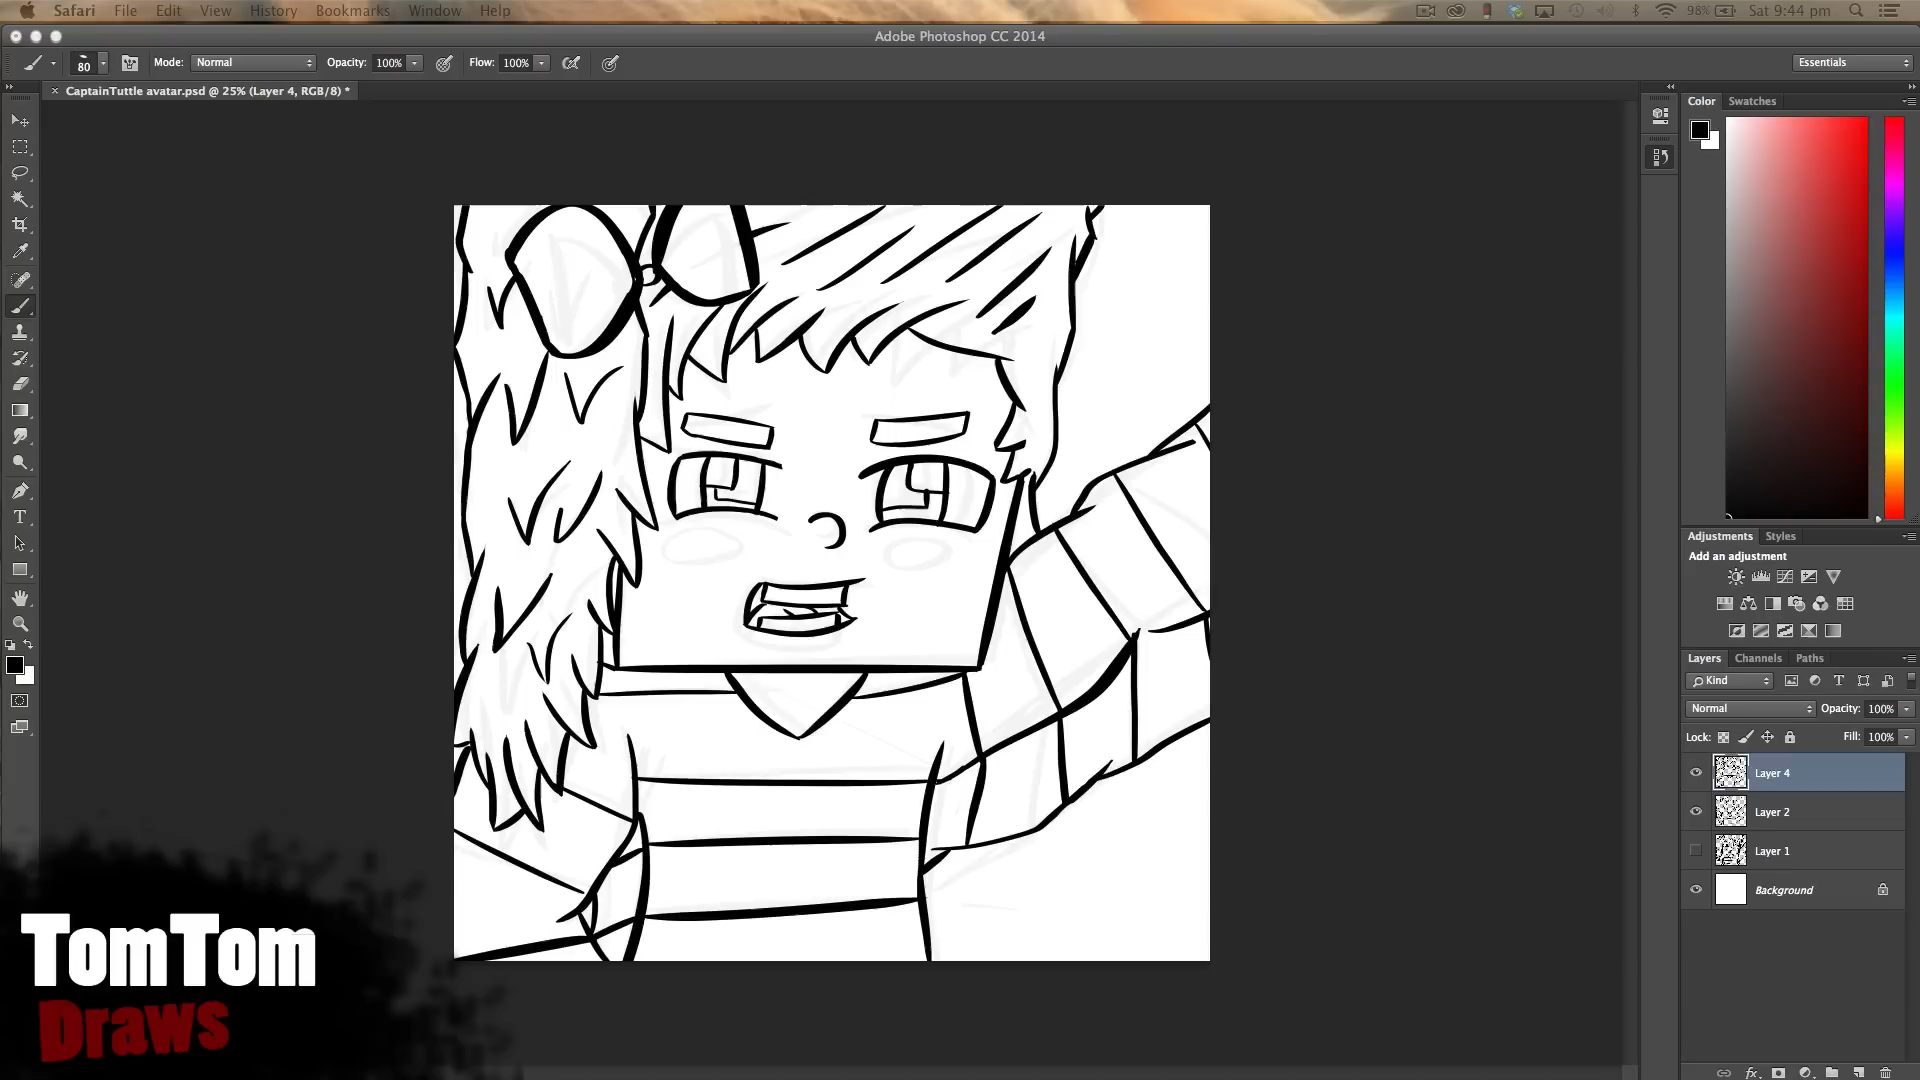 Safari File Edit View History Bookmarks Window Help 98% Sat 9:44 pm
Adobe Photoshop CC 2014
80 Mode: Normal Opacity: 100% Flow: 100% Essentials
× CaptainTuttle avatar.psd @ 25% (Layer 4, RGB/8) *
Color Swatches
Adjustments Styles
Add an adjustment
Layers Channels Paths
Kind T
Normal Opacity: 100%
Lock: Fill: 100%
Layer 4
Layer 2
Layer 1
Background
fx
T
TomTom
Draws